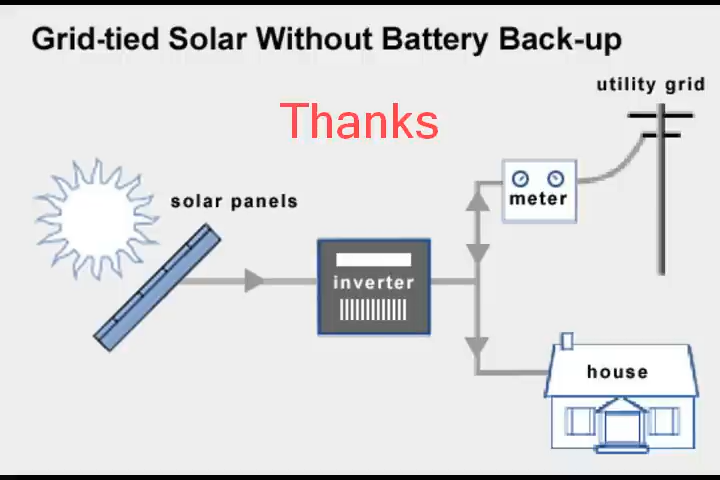 Grid-tied Solar Without Battery Back-up
utility grid
Thanks
solar panels
meter
inverter
house